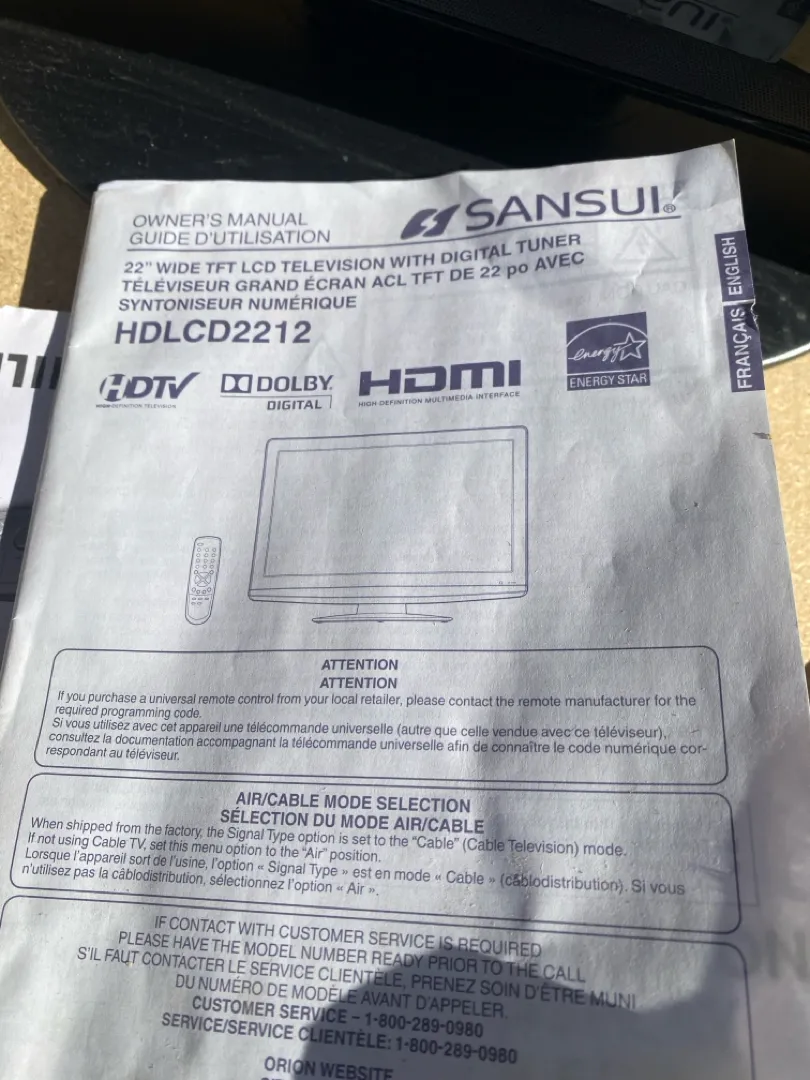 OWNER'S MANUAL
GUIDE D'UTILISATION
SANSUI®
22" WIDE TFT LCD TELEVISION WITH DIGITAL TUNER
TÉLÉVISEUR GRAND ÉCRAN ACL TFT DE 22 po AVEC
SYNTONISEUR NUMÉRIQUE
HDLCD2212
ENGLISH
FRANÇAIS
HDTV
HIGH-DEFINITION TELEVISION
DOLBY
DIGITAL
HDMI
HIGH-DEFINITION MULTIMEDIA INTERFACE
energy
ENERGY STAR
ATTENTION
ATTENTION
If you purchase a universal remote control from your local retailer, please contact the remote manufacturer for the
required programming code.
Si vous utilisez avec cet appareil une télécommande universelle (autre que celle vendue avec ce téléviseur),
consultez la documentation accompagnant la télécommande universelle afin de connaître le code numérique cor-
respondant au téléviseur.
AIR/CABLE MODE SELECTION
SÉLECTION DU MODE AIR/CABLE
When shipped from the factory, the Signal Type option is set to the "Cable" (Cable Television) mode.
If not using Cable TV, set this menu option to the "Air" position.
Lorsque l'appareil sort de l'usine, l'option « Signal Type » est en mode « Cable » (câblodistribution). Si vous
n'utilisez pas la câblodistribution, sélectionnez l'option « Air ».
IF CONTACT WITH CUSTOMER SERVICE IS REQUIRED
PLEASE HAVE THE MODEL NUMBER READY PRIOR TO THE CALL
S'IL FAUT CONTACTER LE SERVICE CLIENTÈLE, PRENEZ SOIN D'ÊTRE MUNI
DU NUMÉRO DE MODÈLE AVANT D'APPELER.
CUSTOMER SERVICE – 1-800-289-0980
SERVICE/SERVICE CLIENTÈLE: 1-800-289-0980
ORION WEBSITE